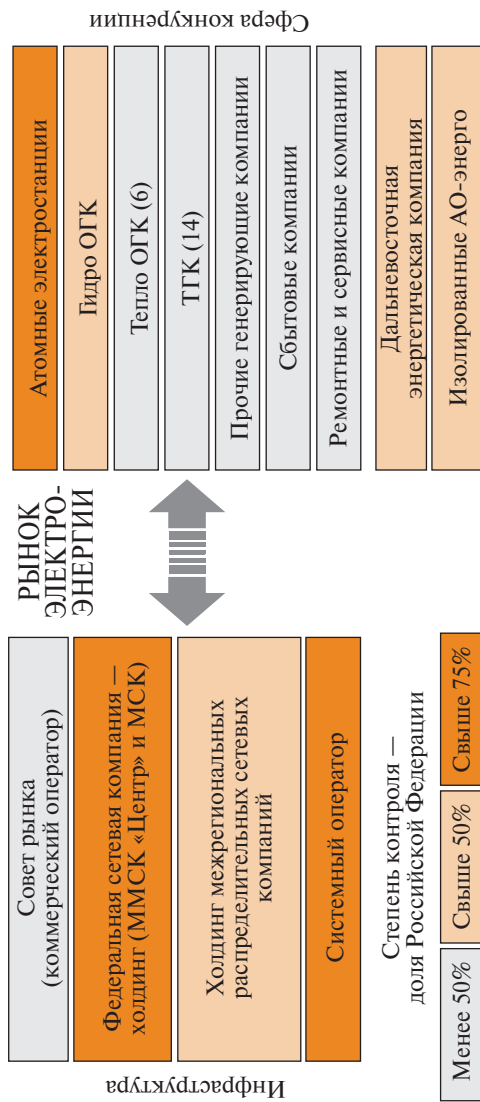 Инфраструктура
Совет рынка
(коммерческий оператор)
Федеральная сетевая компания —
холдинг (ММСК «Центр» и МСК)
Холдинг межрегиональных
распределительных сетевых
компаний
Системный оператор
РЫНОК
ЭЛЕКТРО-
ЭНЕРГИИ
Атомные электростанции
Гидро ОГК
Тепло ОГК (6)
ТГК (14)
Прочие генерирующие компании
Сбытовые компании
Ремонтные и сервисные компании
Дальневосточная
энергетическая компания
Изолированные АО-энерго
Сфера конкуренции
Степень контроля —
доля Российской Федерации
Менее 50%
Свыше 50%
Свыше 75%